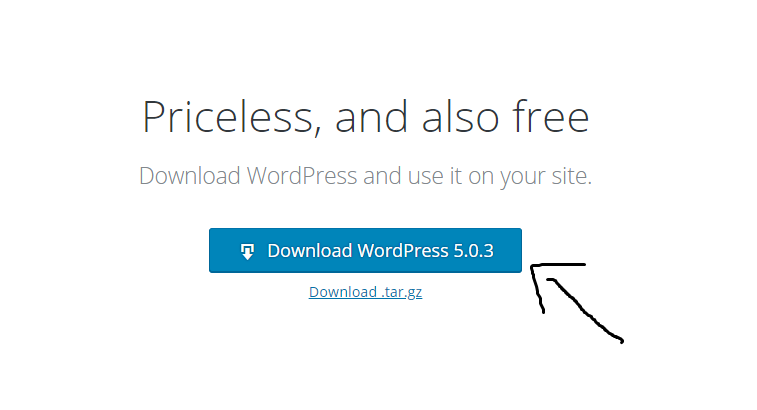 Priceless, and also free
Download WordPress and use it on your site.
Download WordPress 5.0.3
Download .tar.gz